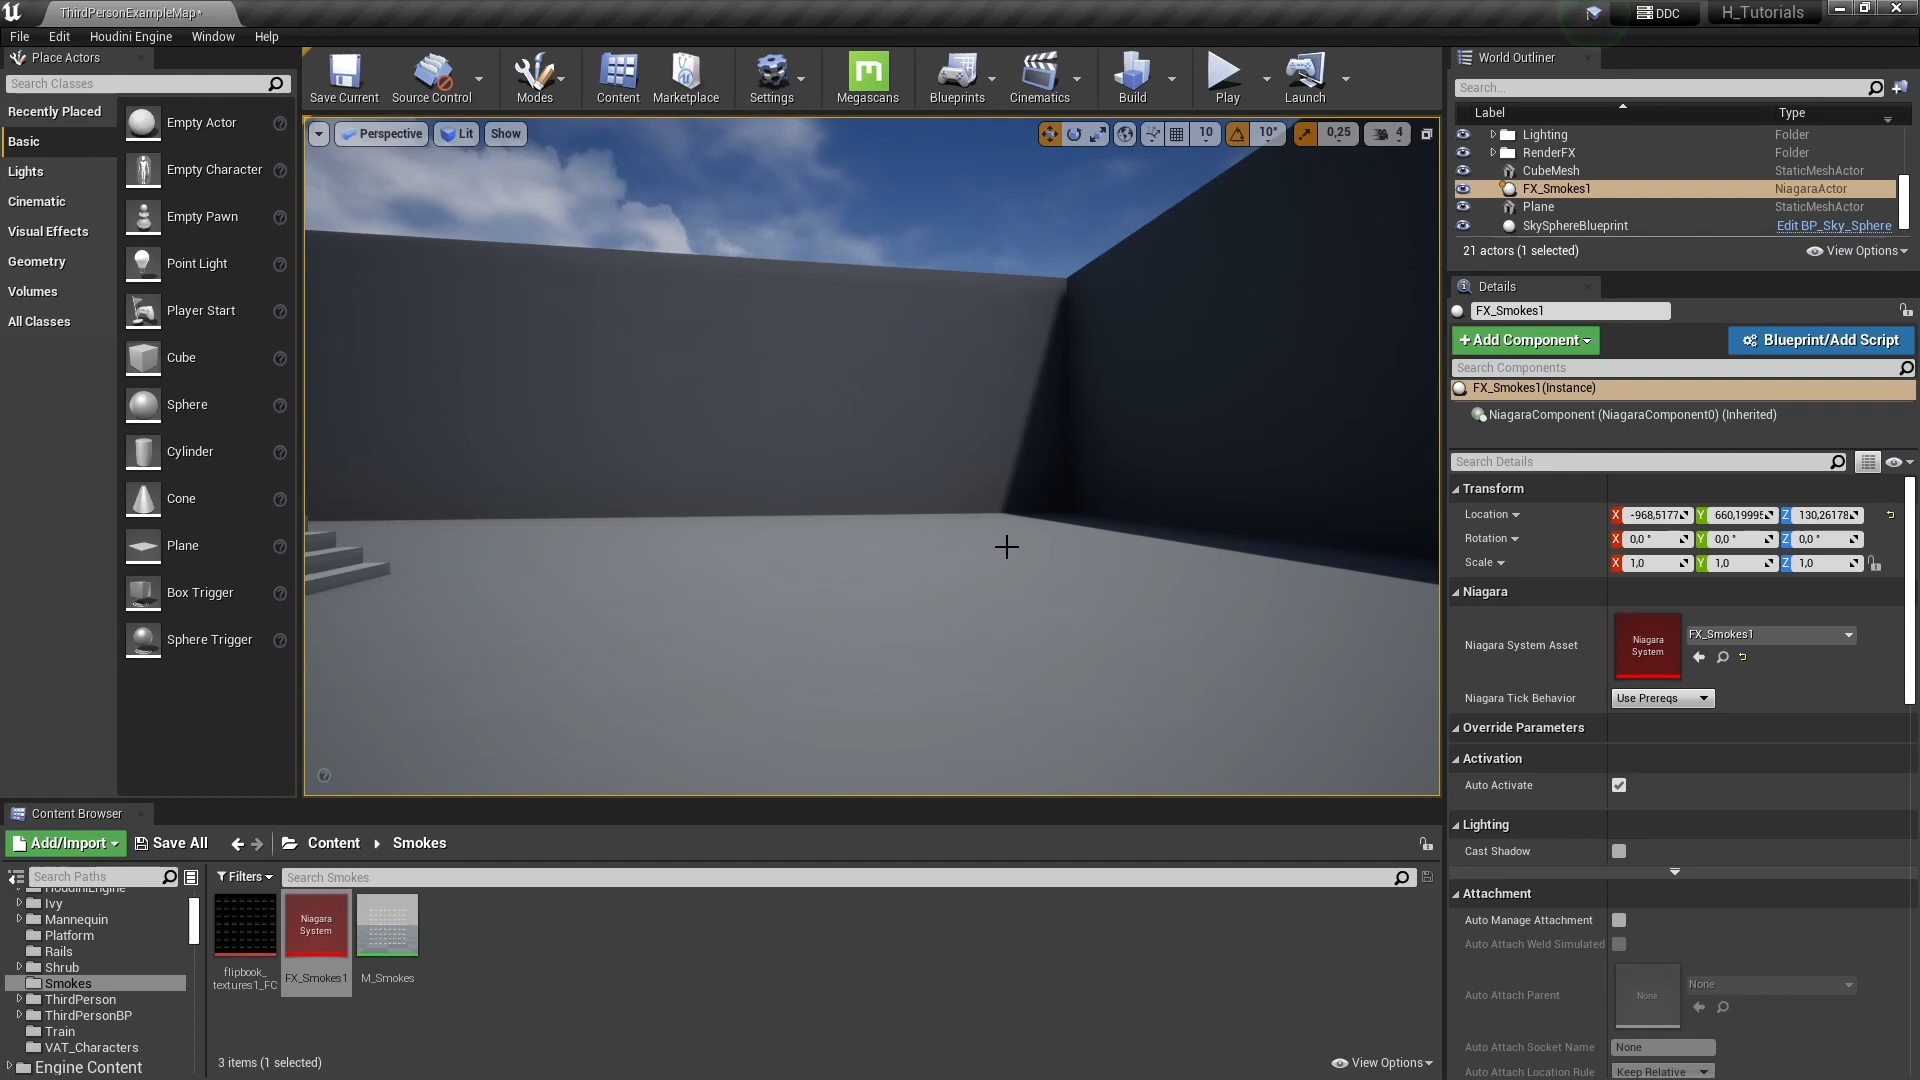 ThirdPersonExampleMap*
DDC
H_Tutorials
File Edit Houdini Engine Window Help
Place Actors
Search Classes
Recently Placed
Basic
Lights
Cinematic
Visual Effects
Geometry
Volumes
All Classes
Empty Actor
Empty Character
Empty Pawn
Point Light
Player Start
Cube
Sphere
Cylinder
Cone
Plane
Box Trigger
Sphere Trigger
Save Current Source Control Modes Content Marketplace Settings Megascans Blueprints Cinematics Build Play Launch
Perspective Lit Show
10 10° 0,25 4
World Outliner
Search...
Label Type
Lighting Folder
RenderFX Folder
CubeMesh StaticMeshActor
FX_Smokes1 NiagaraActor
Plane StaticMeshActor
SkySphereBlueprint Edit BP_Sky_Sphere
21 actors (1 selected) View Options
Details
FX_Smokes1
+Add Component Blueprint/Add Script
Search Components
FX_Smokes1(Instance)
NiagaraComponent (NiagaraComponent0) (Inherited)
Search Details
Transform
Location X -968,5177 Y 660,19995 Z 130,26178
Rotation X 0,0 ° Y 0,0 ° Z 0,0 °
Scale X 1,0 Y 1,0 Z 1,0
Niagara
Niagara System Asset
Niagara System
FX_Smokes1
Niagara Tick Behavior Use Prereqs
Override Parameters
Activation
Auto Activate
Lighting
Cast Shadow
Attachment
Auto Manage Attachment
Auto Attach Weld Simulated
Auto Attach Parent
None
None
Auto Attach Socket Name None
Auto Attach Location Rule Keep Relative
Content Browser
Add/Import Save All Content Smokes
Search Paths
HoudiniEngine
Ivy
Mannequin
Platform
Rails
Shrub
Smokes
ThirdPerson
ThirdPersonBP
Train
VAT_Characters
Engine Content
Filters Search Smokes
Niagara
System
flipbook_
textures1_FC
FX_Smokes1
M_Smokes
3 items (1 selected)
View Options